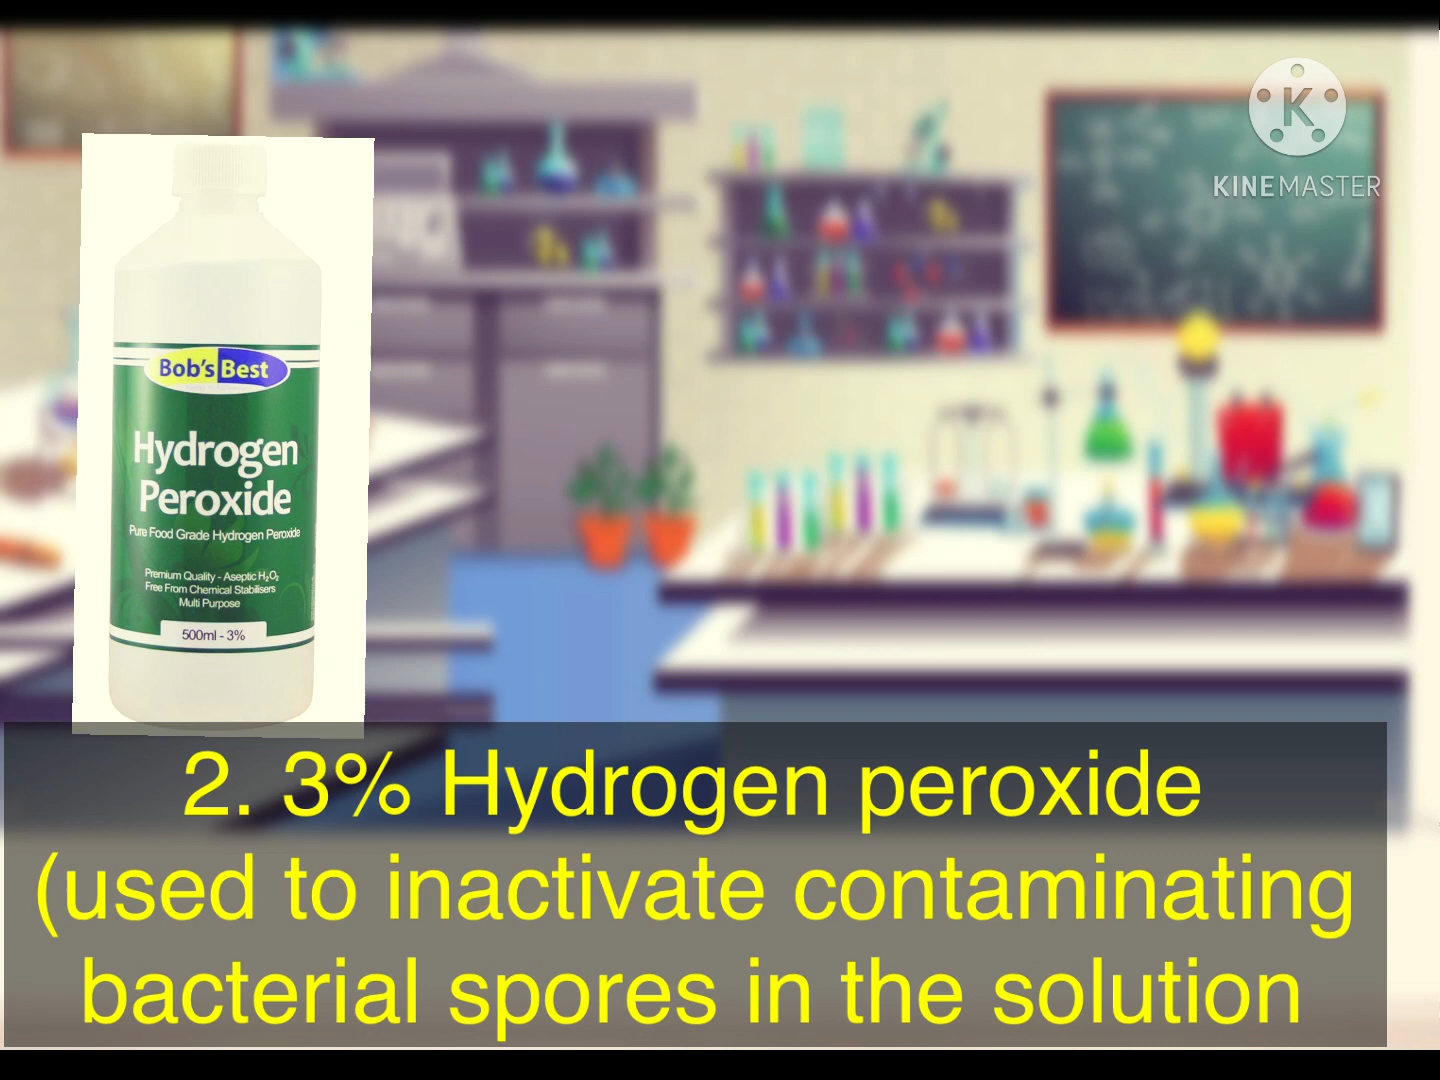 K
KINEMASTER
Bob's Best
Hydrogen
Peroxide
Pure Food Grade Hydrogen Peroxide
Premium Quality - Aseptic H₂O₂
Free From Chemical Stabilisers
Multi Purpose
500ml - 3%
2. 3% Hydrogen peroxide
(used to inactivate contaminating
bacterial spores in the solution